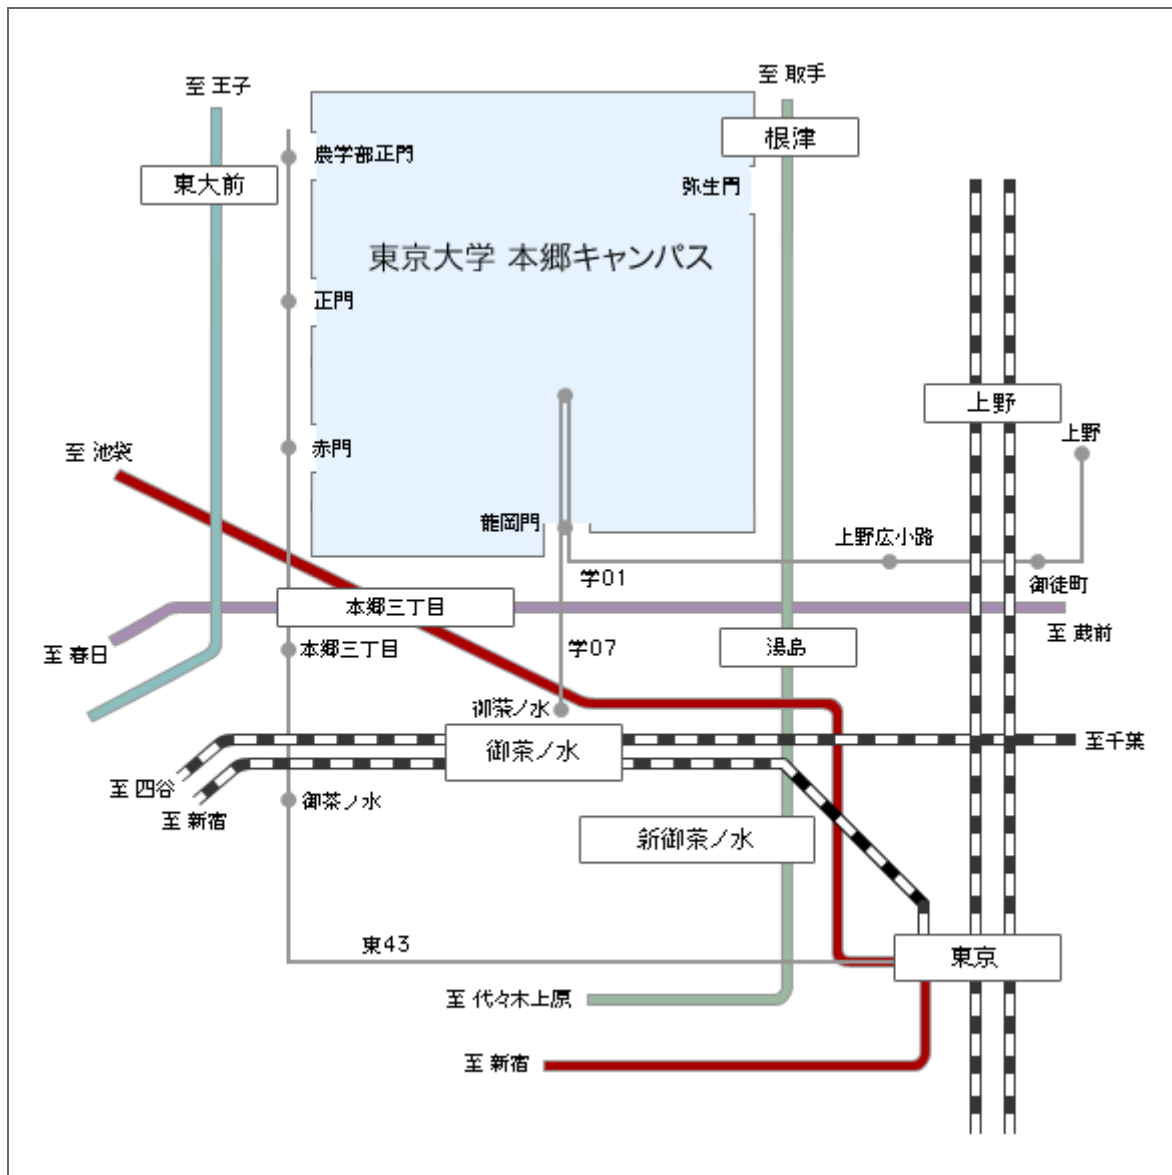 至 王子
至 取手
東大前
農学部正門
根津
弥生門
東京大学 本郷キャンパス
正門
上野
上野
至 池袋
赤門
龍岡門
上野広小路
学01
御徒町
本郷三丁目
至 蔵前
至 春日
本郷三丁目
学07
湯島
御茶ノ水
御茶ノ水
至千葉
至 四谷
至 新宿
御茶ノ水
新御茶ノ水
東43
東京
至 代々木上原
至 新宿